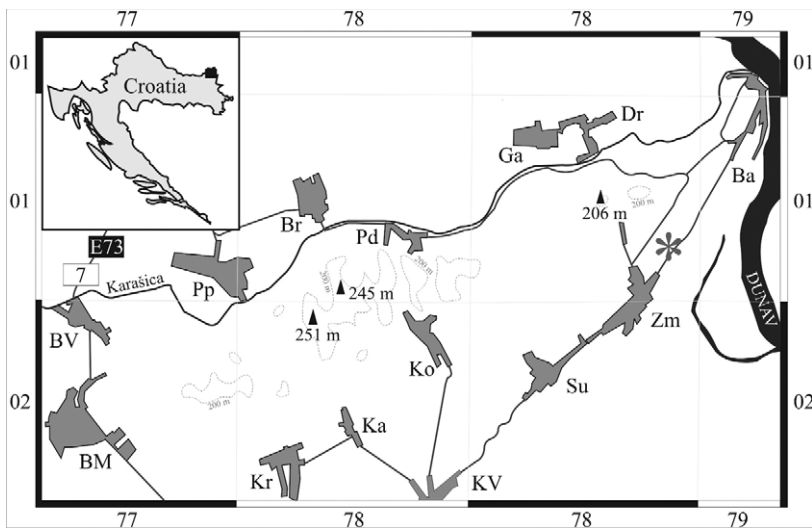 77 78 78 79
01 01
Croatia
Dr
Ga
Ba
01 01
206 m
200 m
Br
Pd
E73
7
Karašica
Pp
200 m
200 m
245 m
251 m
DUNAV
BV
Zm
Ko
Su
200 m
02 02
BM
Ka
Kr
KV
77 78 78 79